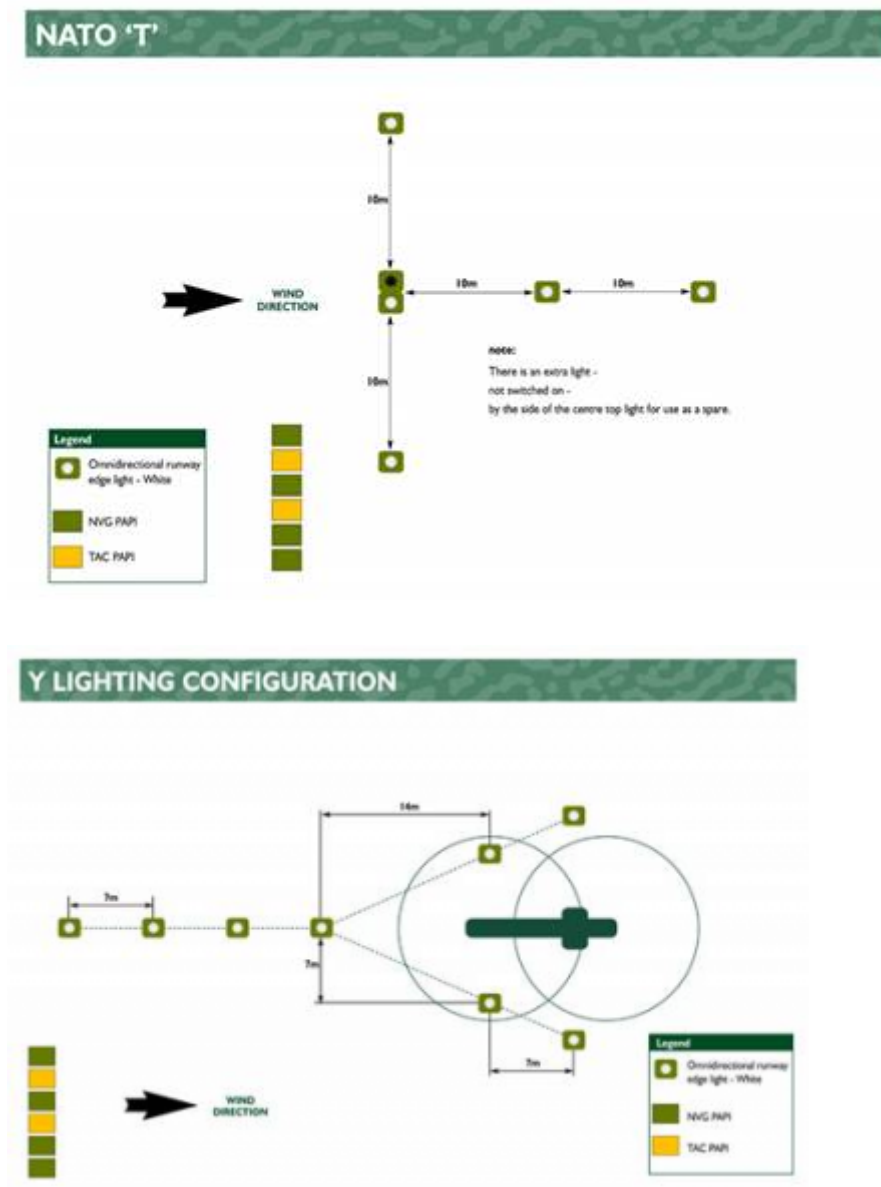 NATO ‘T’
10m
WIND
DIRECTION
10m
10m
10m
note:
There is an extra light -
not switched on -
by the side of the centre top light for use as a spare.
Legend
Omnidirectional runway
edge light - White
NVG PAPI
TAC PAPI
Y LIGHTING CONFIGURATION
14m
7m
7m
7m
WIND
DIRECTION
Legend
Omnidirectional runway
edge light - White
NVG PAPI
TAC PAPI